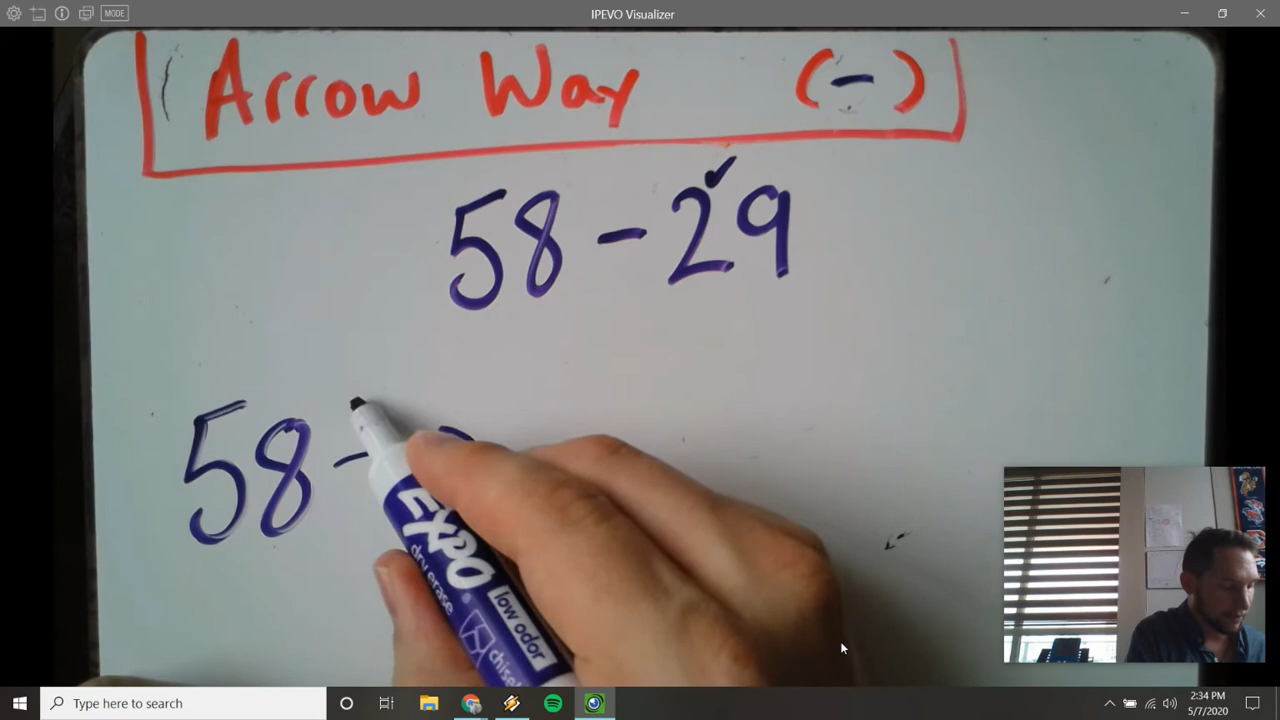 MODE
IPEVO Visualizer
Arrow Way (-)
58-29
58-
EXPO
dry erase
low odor
Type here to search
2:34 PM
5/7/2020